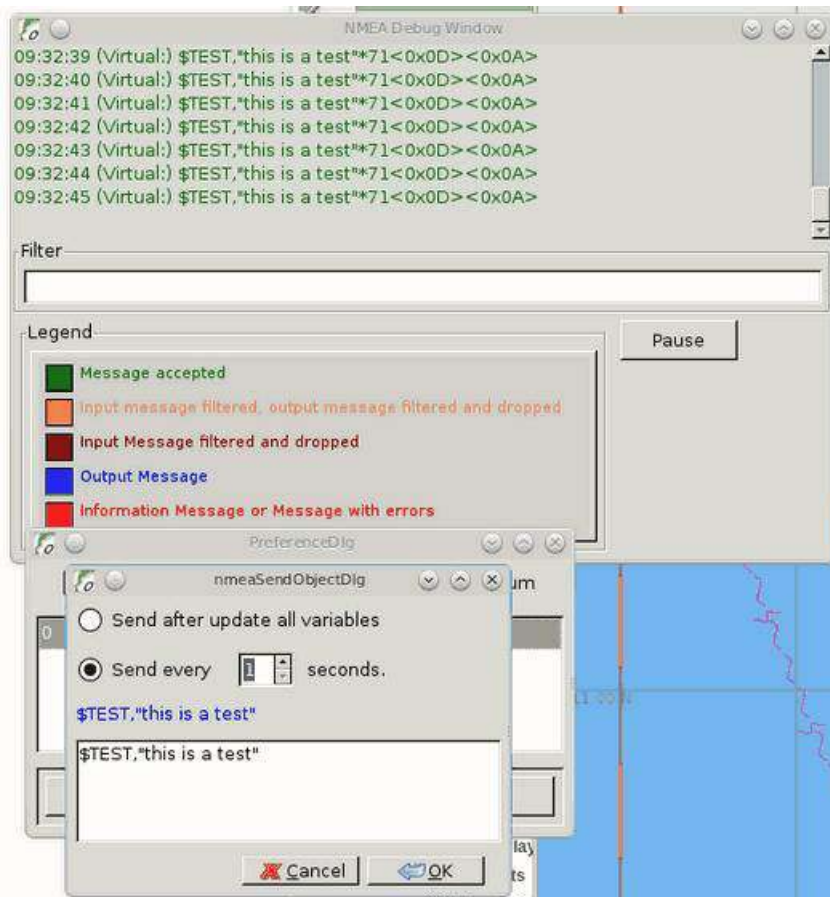 NMEA Debug Window
09:32:39 (Virtual:) $TEST,"this is a test"*71<0x0D><0x0A>
09:32:40 (Virtual:) $TEST,"this is a test"*71<0x0D><0x0A>
09:32:41 (Virtual:) $TEST,"this is a test"*71<0x0D><0x0A>
09:32:42 (Virtual:) $TEST,"this is a test"*71<0x0D><0x0A>
09:32:43 (Virtual:) $TEST,"this is a test"*71<0x0D><0x0A>
09:32:44 (Virtual:) $TEST,"this is a test"*71<0x0D><0x0A>
09:32:45 (Virtual:) $TEST,"this is a test"*71<0x0D><0x0A>
Filter
Legend
Pause
Message accepted
Input message filtered, output message filtered and dropped
Input Message filtered and dropped
Output Message
Information Message or Message with errors
PreferenceDlg
nmeaSendObjectDlg
um
Send after update all variables
0
Send every 1 seconds.
$TEST,"this is a test"
$TEST,"this is a test"
lay
Cancel OK
ts